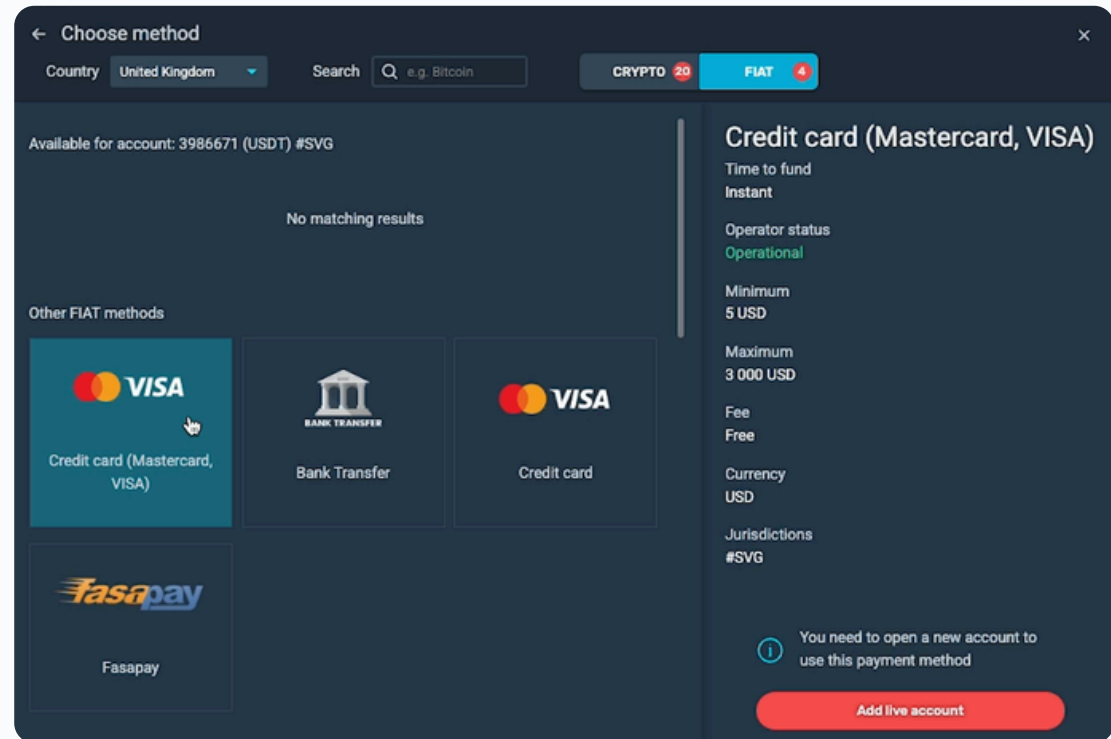 ← Choose method
×
Country United Kingdom Search e.g. Bitcoin CRYPTO 20 FIAT 4
Available for account: 3986671 (USDT) #SVG
No matching results
Other FIAT methods
VISA
Credit card (Mastercard,
VISA)
BANK TRANSFER
Bank Transfer
VISA
Credit card
fasapay
Fasapay
Credit card (Mastercard, VISA)
Time to fund
Instant
Operator status
Operational
Minimum
5 USD
Maximum
3 000 USD
Fee
Free
Currency
USD
Jurisdictions
#SVG
You need to open a new account to
use this payment method
Add live account